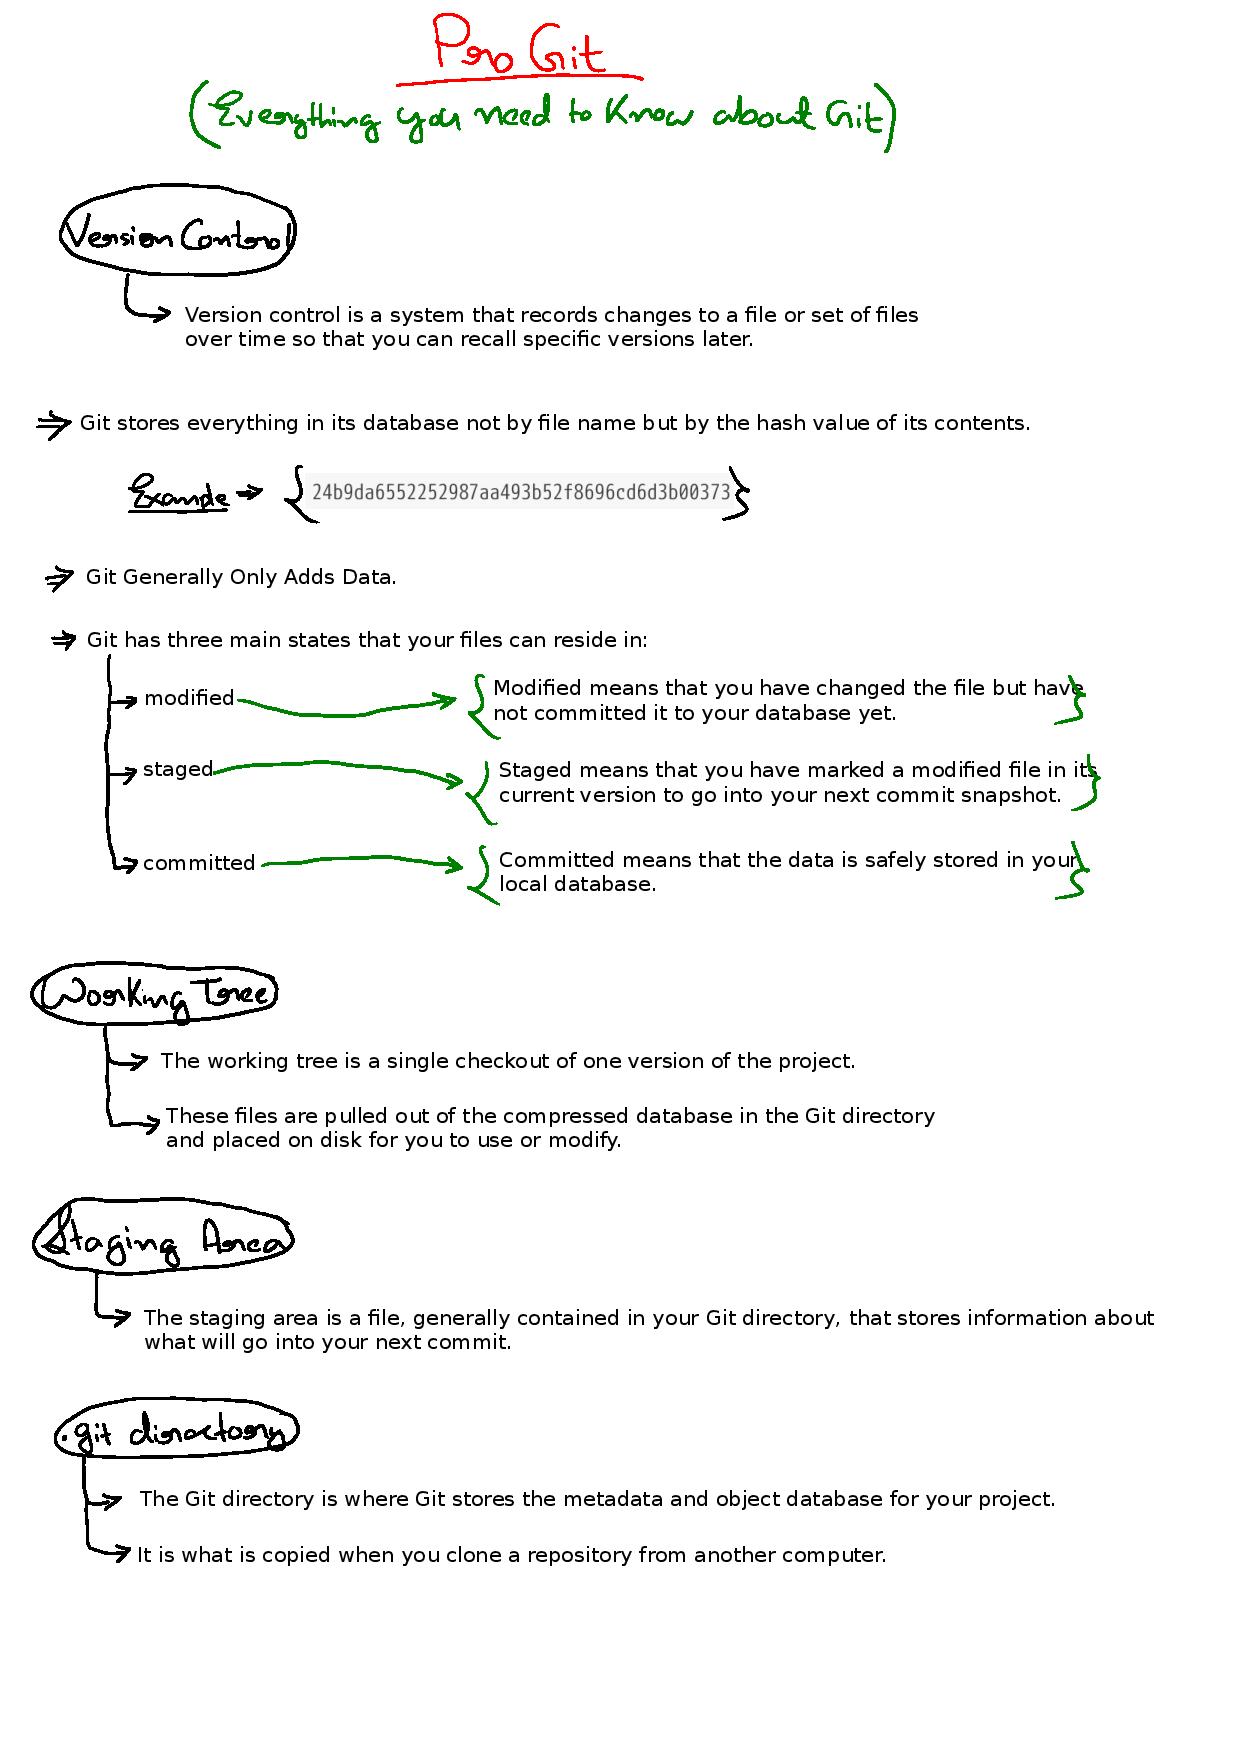 Pro Git
(Everything you need to Know about Git)
Version Control
Version control is a system that records changes to a file or set of files
over time so that you can recall specific versions later.
Git stores everything in its database not by file name but by the hash value of its contents.
Example → { 24b9da6552252987aa493b52f8696cd6d3b00373 }
Git Generally Only Adds Data.
Git has three main states that your files can reside in:
modified
Modified means that you have changed the file but have
not committed it to your database yet.
staged
Staged means that you have marked a modified file in its
current version to go into your next commit snapshot.
committed
Committed means that the data is safely stored in your
local database.
Working Tree
The working tree is a single checkout of one version of the project.
These files are pulled out of the compressed database in the Git directory
and placed on disk for you to use or modify.
Staging Area
The staging area is a file, generally contained in your Git directory, that stores information about
what will go into your next commit.
.git directory
The Git directory is where Git stores the metadata and object database for your project.
It is what is copied when you clone a repository from another computer.